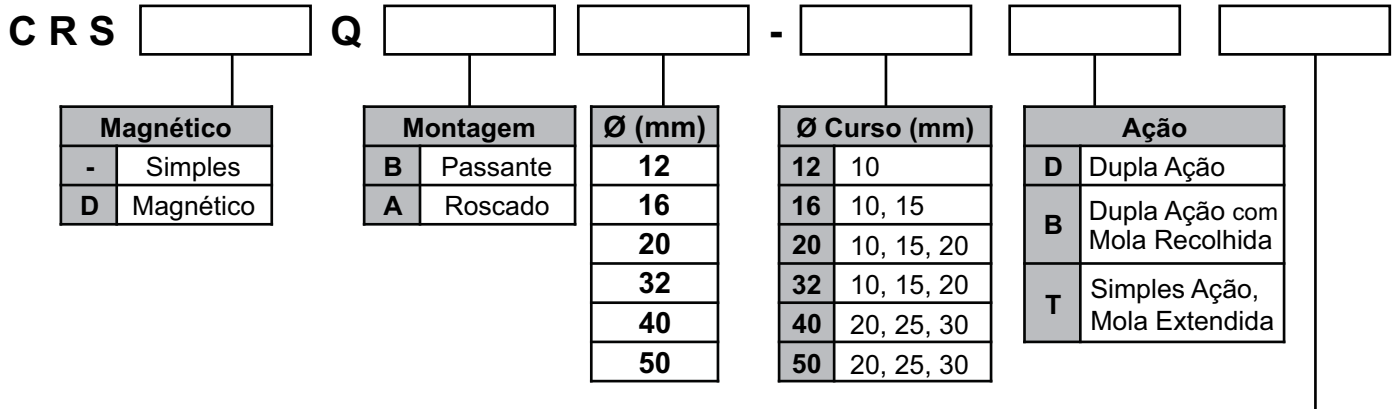 C R S Q -
Magnético
- Simples
D Magnético
Montagem
B Passante
A Roscado
Ø (mm)
12
16
20
32
40
50
Ø Curso (mm)
12 10
16 10, 15
20 10, 15, 20
32 10, 15, 20
40 20, 25, 30
50 20, 25, 30
Ação
D Dupla Ação
B Dupla Ação com
Mola Recolhida
T Simples Ação,
Mola Extendida